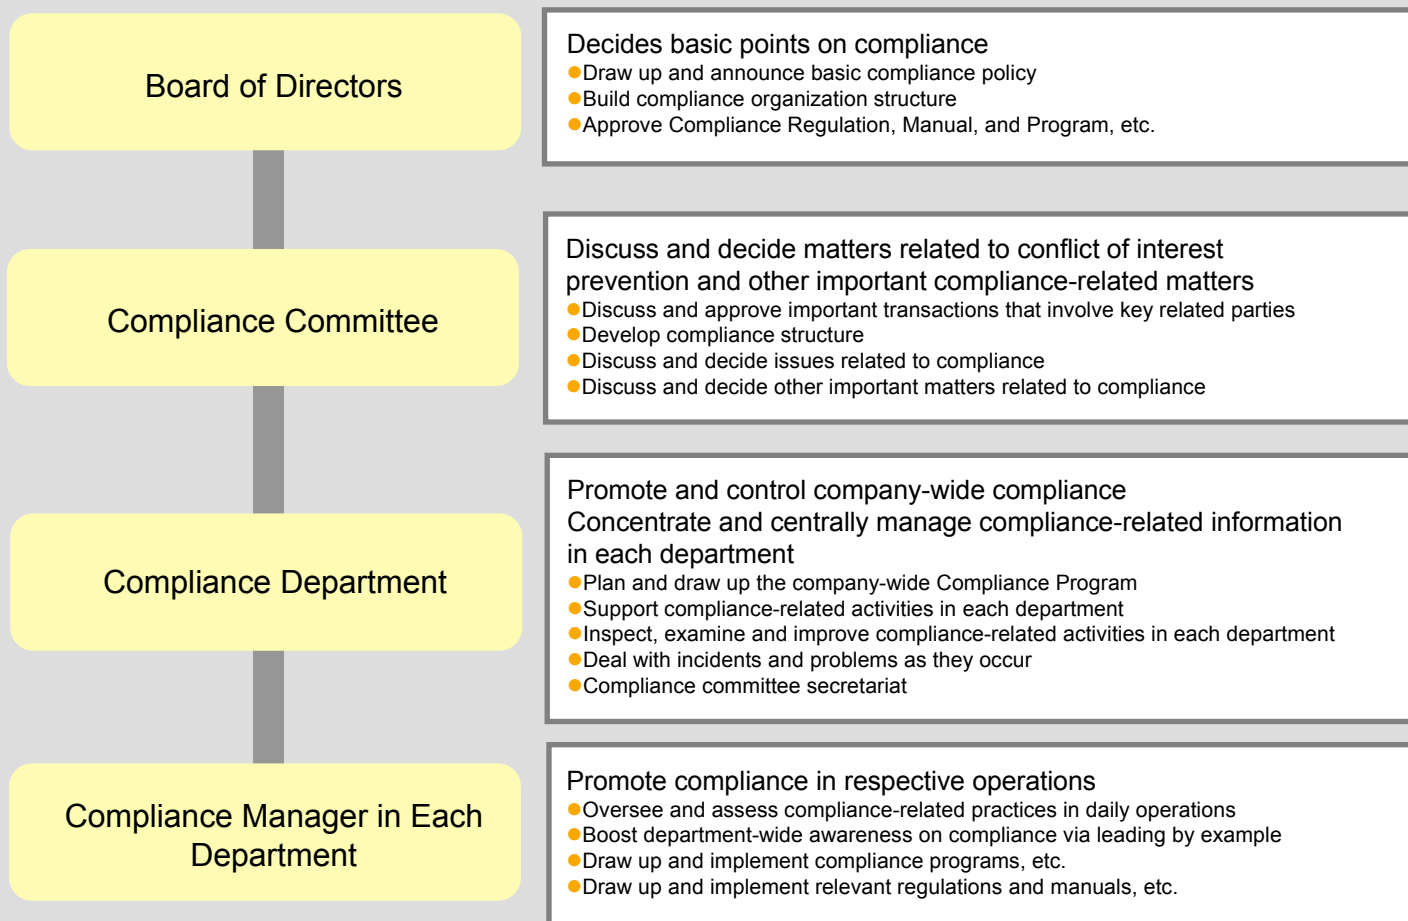 Board of Directors
Decides basic points on compliance
●Draw up and announce basic compliance policy
●Build compliance organization structure
●Approve Compliance Regulation, Manual, and Program, etc.
Compliance Committee
Discuss and decide matters related to conflict of interest
prevention and other important compliance-related matters
●Discuss and approve important transactions that involve key related parties
●Develop compliance structure
●Discuss and decide issues related to compliance
●Discuss and decide other important matters related to compliance
Compliance Department
Promote and control company-wide compliance
Concentrate and centrally manage compliance-related information
in each department
●Plan and draw up the company-wide Compliance Program
●Support compliance-related activities in each department
●Inspect, examine and improve compliance-related activities in each department
●Deal with incidents and problems as they occur
●Compliance committee secretariat
Compliance Manager in Each
Department
Promote compliance in respective operations
●Oversee and assess compliance-related practices in daily operations
●Boost department-wide awareness on compliance via leading by example
●Draw up and implement compliance programs, etc.
●Draw up and implement relevant regulations and manuals, etc.